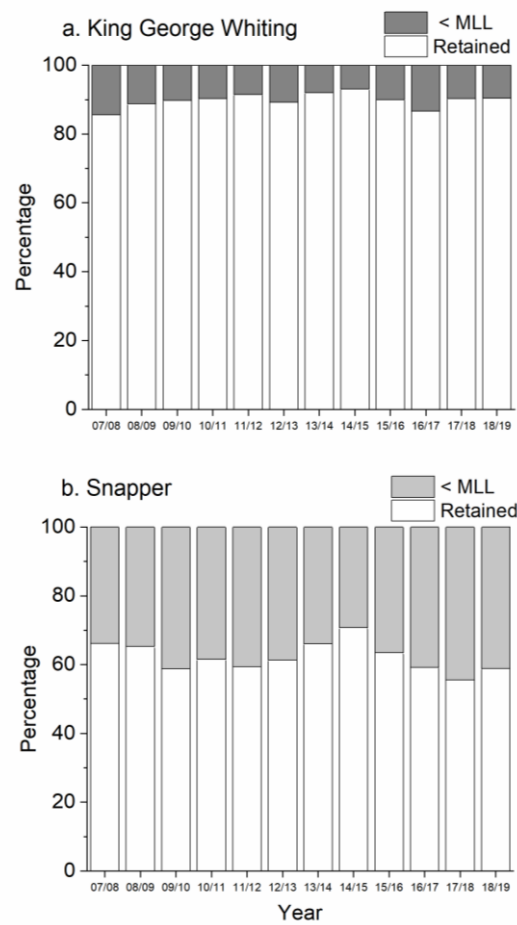 a. King George Whiting
< MLL
Retained
100
80
60
40
20
0
Percentage
07/08 08/09 09/10 10/11 11/12 12/13 13/14 14/15 15/16 16/17 17/18 18/19
b. Snapper
< MLL
Retained
100
80
60
40
20
0
Percentage
07/08 08/09 09/10 10/11 11/12 12/13 13/14 14/15 15/16 16/17 17/18 18/19
Year